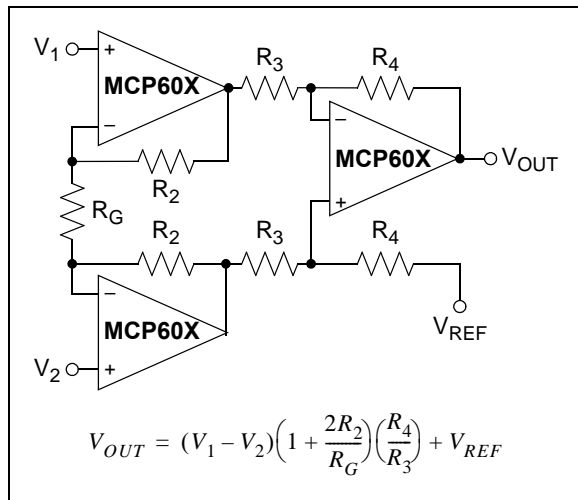 V1
+
MCP60X
−
R3
R4
R2
−
MCP60X
+
VOUT
RG
R2
R3
R4
−
MCP60X
+
V2
VREF
VOUT = (V1 – V2)(1 + 2R2/RG)(R4/R3) + VREF